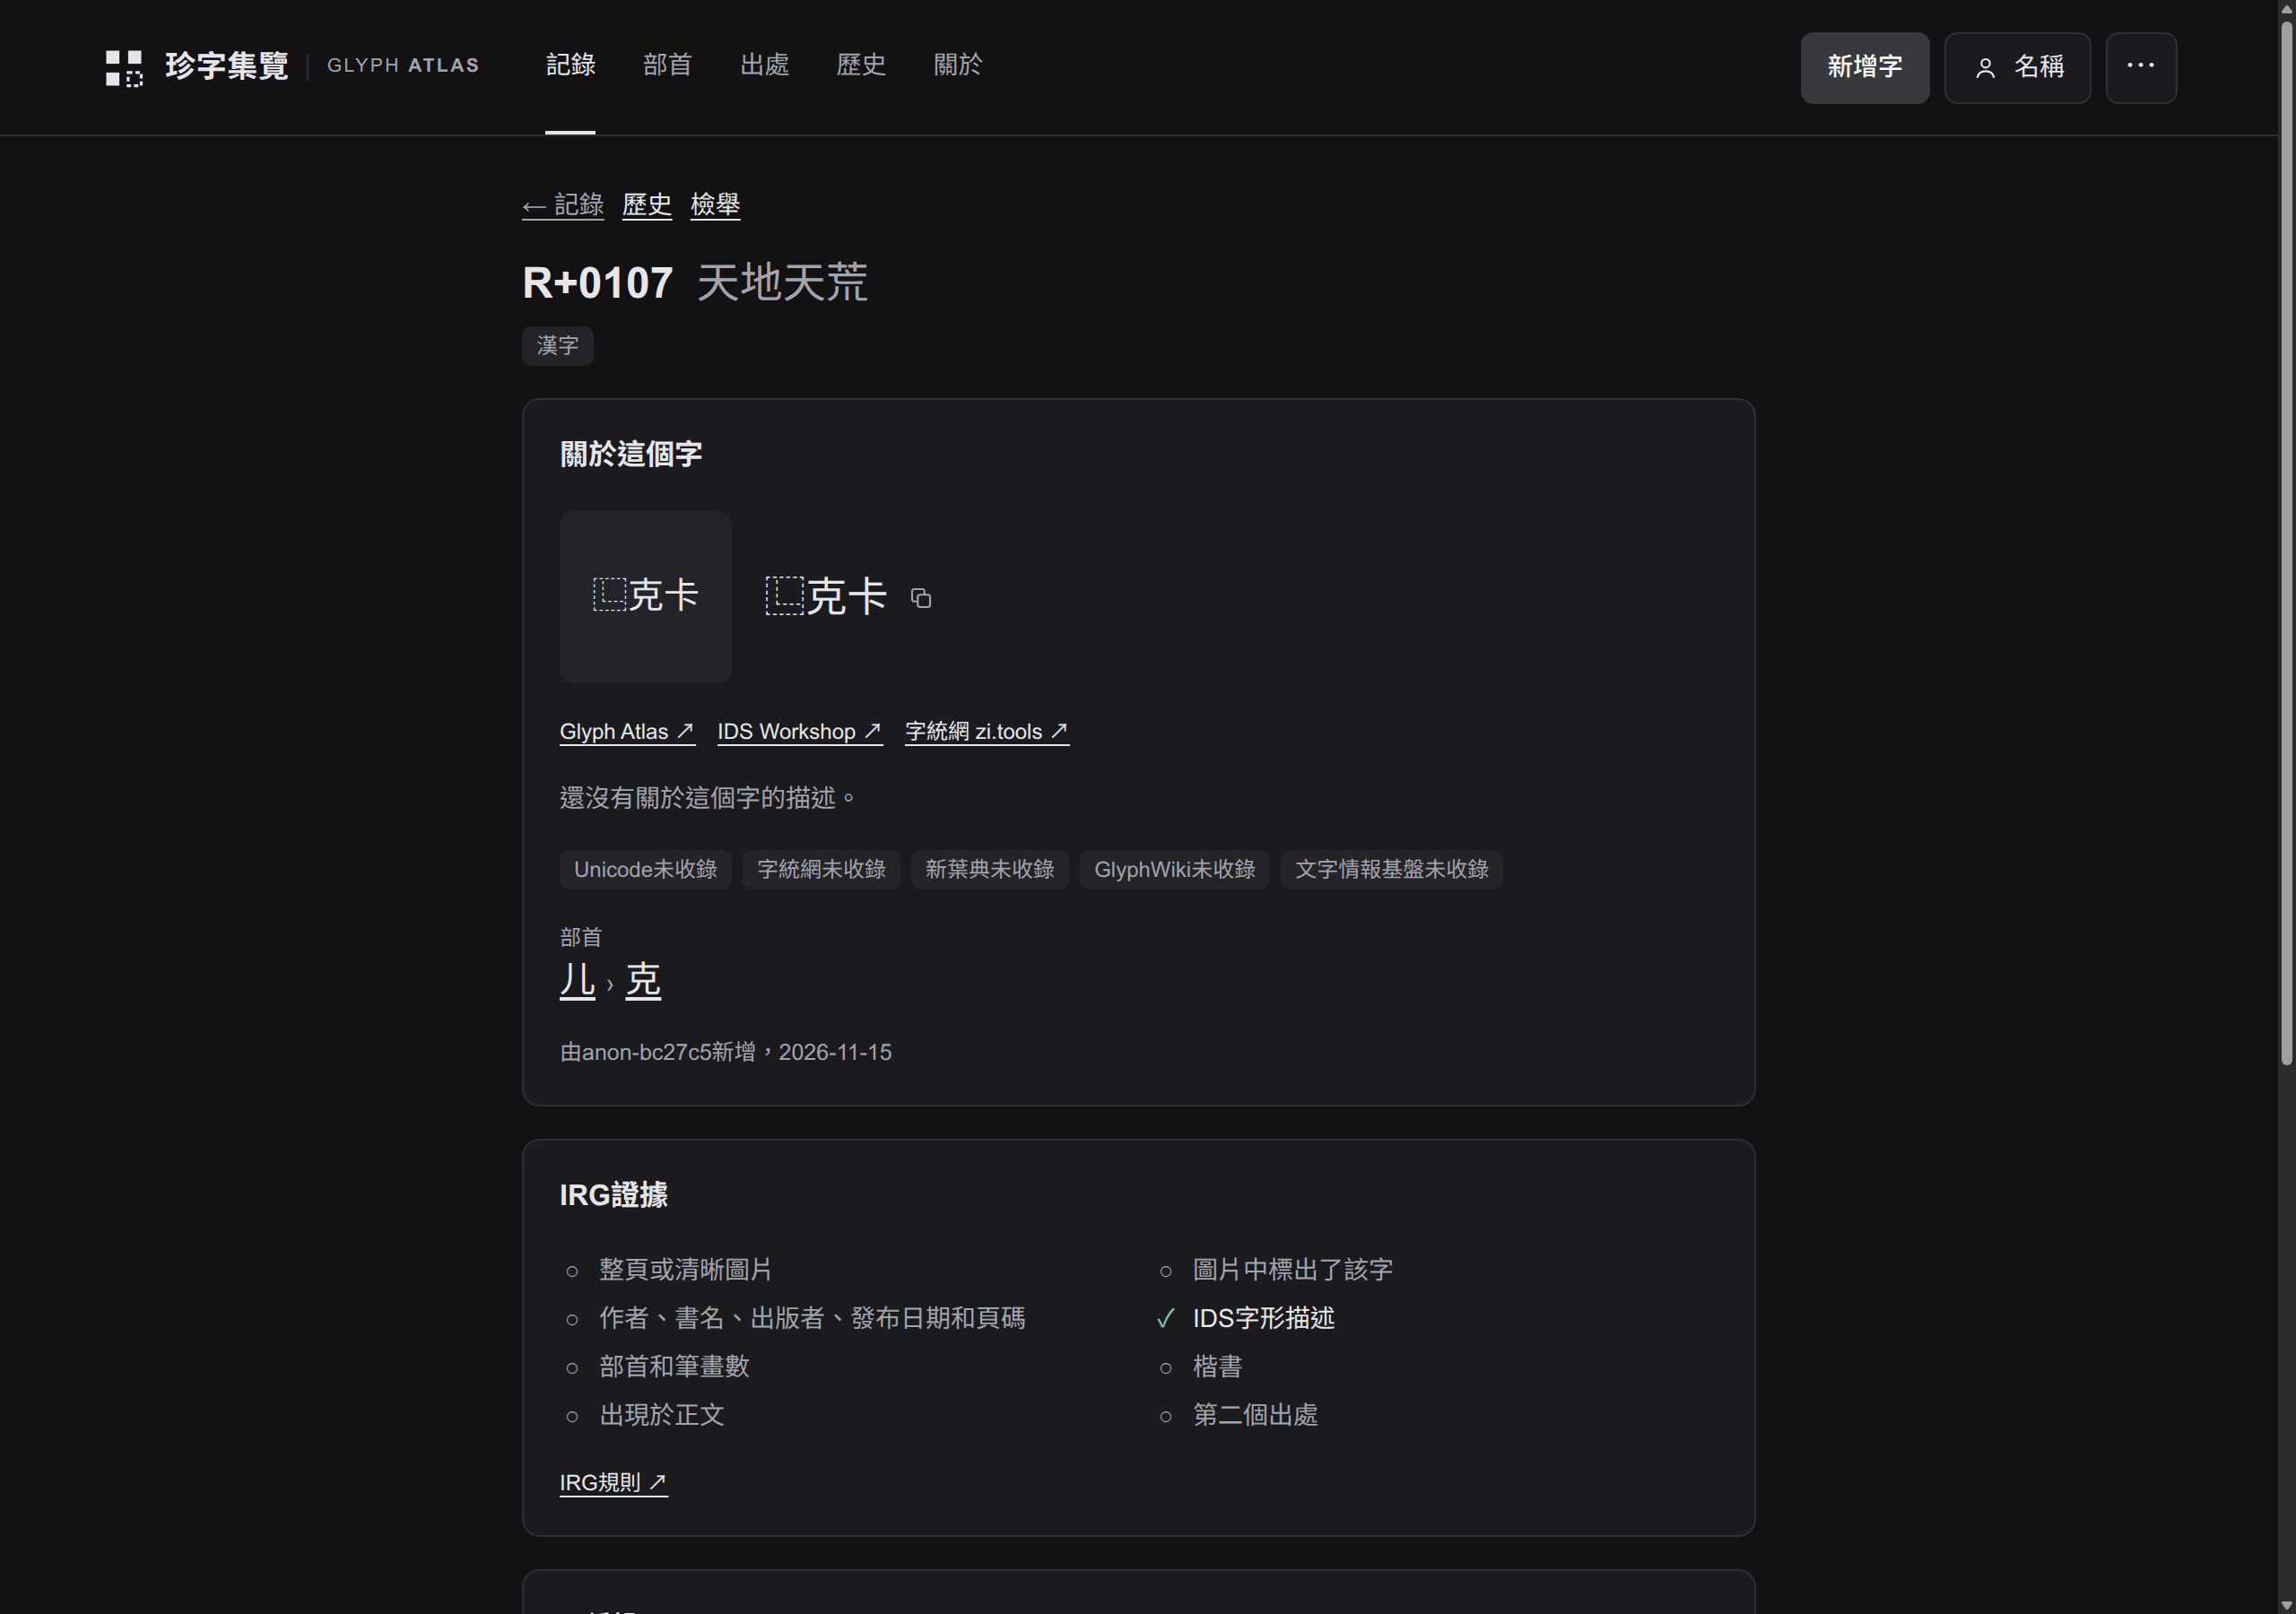 珍字集覽 GLYPH ATLAS 記錄 部首 出處 歷史 關於 新增字 名稱 ···
← 記錄 歷史 檢舉
R+0107 天地天荒
漢字
關於這個字
⿺克卡 ⿺克卡
Glyph Atlas ↗ IDS Workshop ↗ 字統網 zi.tools ↗
還沒有關於這個字的描述。
Unicode未收錄 字統網未收錄 新葉典未收錄 GlyphWiki未收錄 文字情報基盤未收錄
部首
儿 › 克
由anon-bc27c5新增，2026-11-15
IRG證據
○ 整頁或清晰圖片
○ 圖片中標出了該字
○ 作者、書名、出版者、發布日期和頁碼
✓ IDS字形描述
○ 部首和筆畫數
○ 楷書
○ 出現於正文
○ 第二個出處
IRG規則 ↗